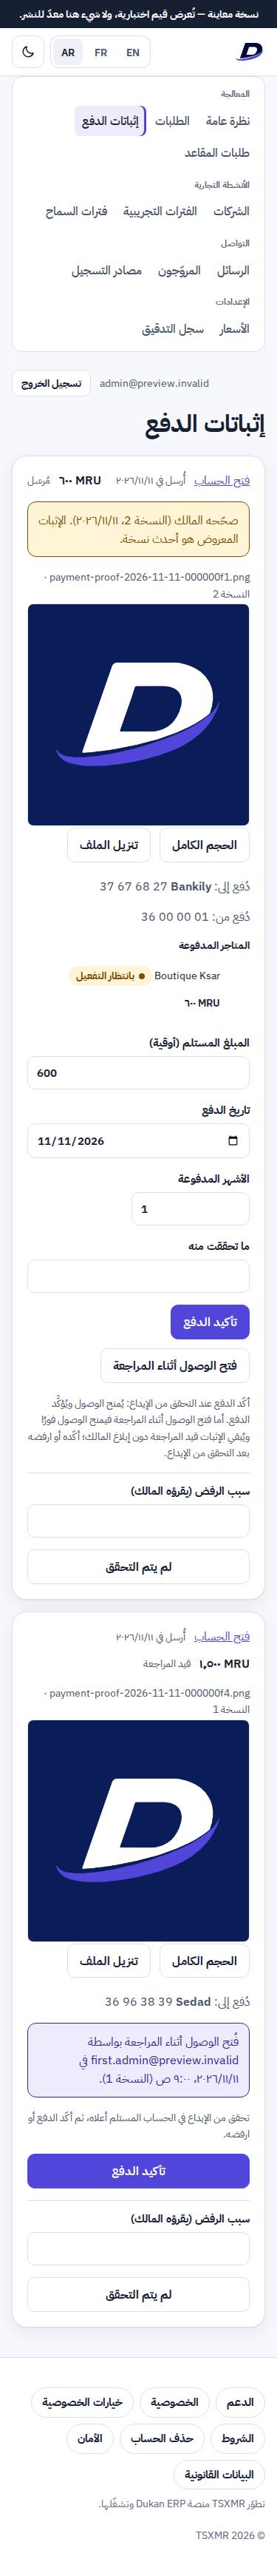 نسخة معاينة — تُعرض قيم اختبارية، ولا شيء هنا معدّ للنشر.
AR FR EN
المعالجة
نظرة عامة الطلبات إثباتات الدفع
طلبات المقاعد
الأنشطة التجارية
الشركات الفترات التجريبية فترات السماح
التواصل
الرسائل المروّجون مصادر التسجيل
الإعدادات
الأسعار سجل التدقيق
admin@preview.invalid تسجيل الخروج
إثباتات الدفع
فتح الحساب أُرسل في ٢٠٢٦/١١/١١ ٦٠٠ MRU مُرسَل
صحّحه المالك (النسخة 2، ٢٠٢٦/١١/١١). الإثبات
المعروض هو أحدث نسخة.
payment-proof-2026-11-11-000000f1.png ·
النسخة 2
الحجم الكامل تنزيل الملف
دُفع إلى: Bankily 37 67 68 27
دُفع من: 36 00 00 01
المتاجر المدفوعة
Boutique Ksar بانتظار التفعيل
٦٠٠ MRU
المبلغ المستلم (أوقية)
600
تاريخ الدفع
11/11/2026
الأشهر المدفوعة
1
ما تحققت منه
تأكيد الدفع
فتح الوصول أثناء المراجعة
أكّد الدفع عند التحقق من الإيداع: يُمنح الوصول ويُؤكَّد
الدفع. أما فتح الوصول أثناء المراجعة فيمنح الوصول فورًا
ويُبقي الإثبات قيد المراجعة دون إبلاغ المالك؛ أكّده أو ارفضه
بعد التحقق من الإيداع.
سبب الرفض (يقرؤه المالك)
لم يتم التحقق
فتح الحساب أُرسل في ٢٠٢٦/١١/١١
١٬٥٠٠ MRU قيد المراجعة
payment-proof-2026-11-11-000000f4.png ·
النسخة 1
الحجم الكامل تنزيل الملف
دُفع إلى: Sedad 36 96 38 39
فُتح الوصول أثناء المراجعة بواسطة
first.admin@preview.invalid في
٢٠٢٦/١١/١١، ٩:٠٠ ص (النسخة 1).
تحقق من الإيداع في الحساب المستلم أعلاه، ثم أكّد الدفع أو
ارفضه.
تأكيد الدفع
سبب الرفض (يقرؤه المالك)
لم يتم التحقق
الدعم الخصوصية خيارات الخصوصية
الشروط حذف الحساب الأمان
البيانات القانونية
تطوّر TSXMR منصة Dukan ERP وتشغّلها.
© 2026 TSXMR